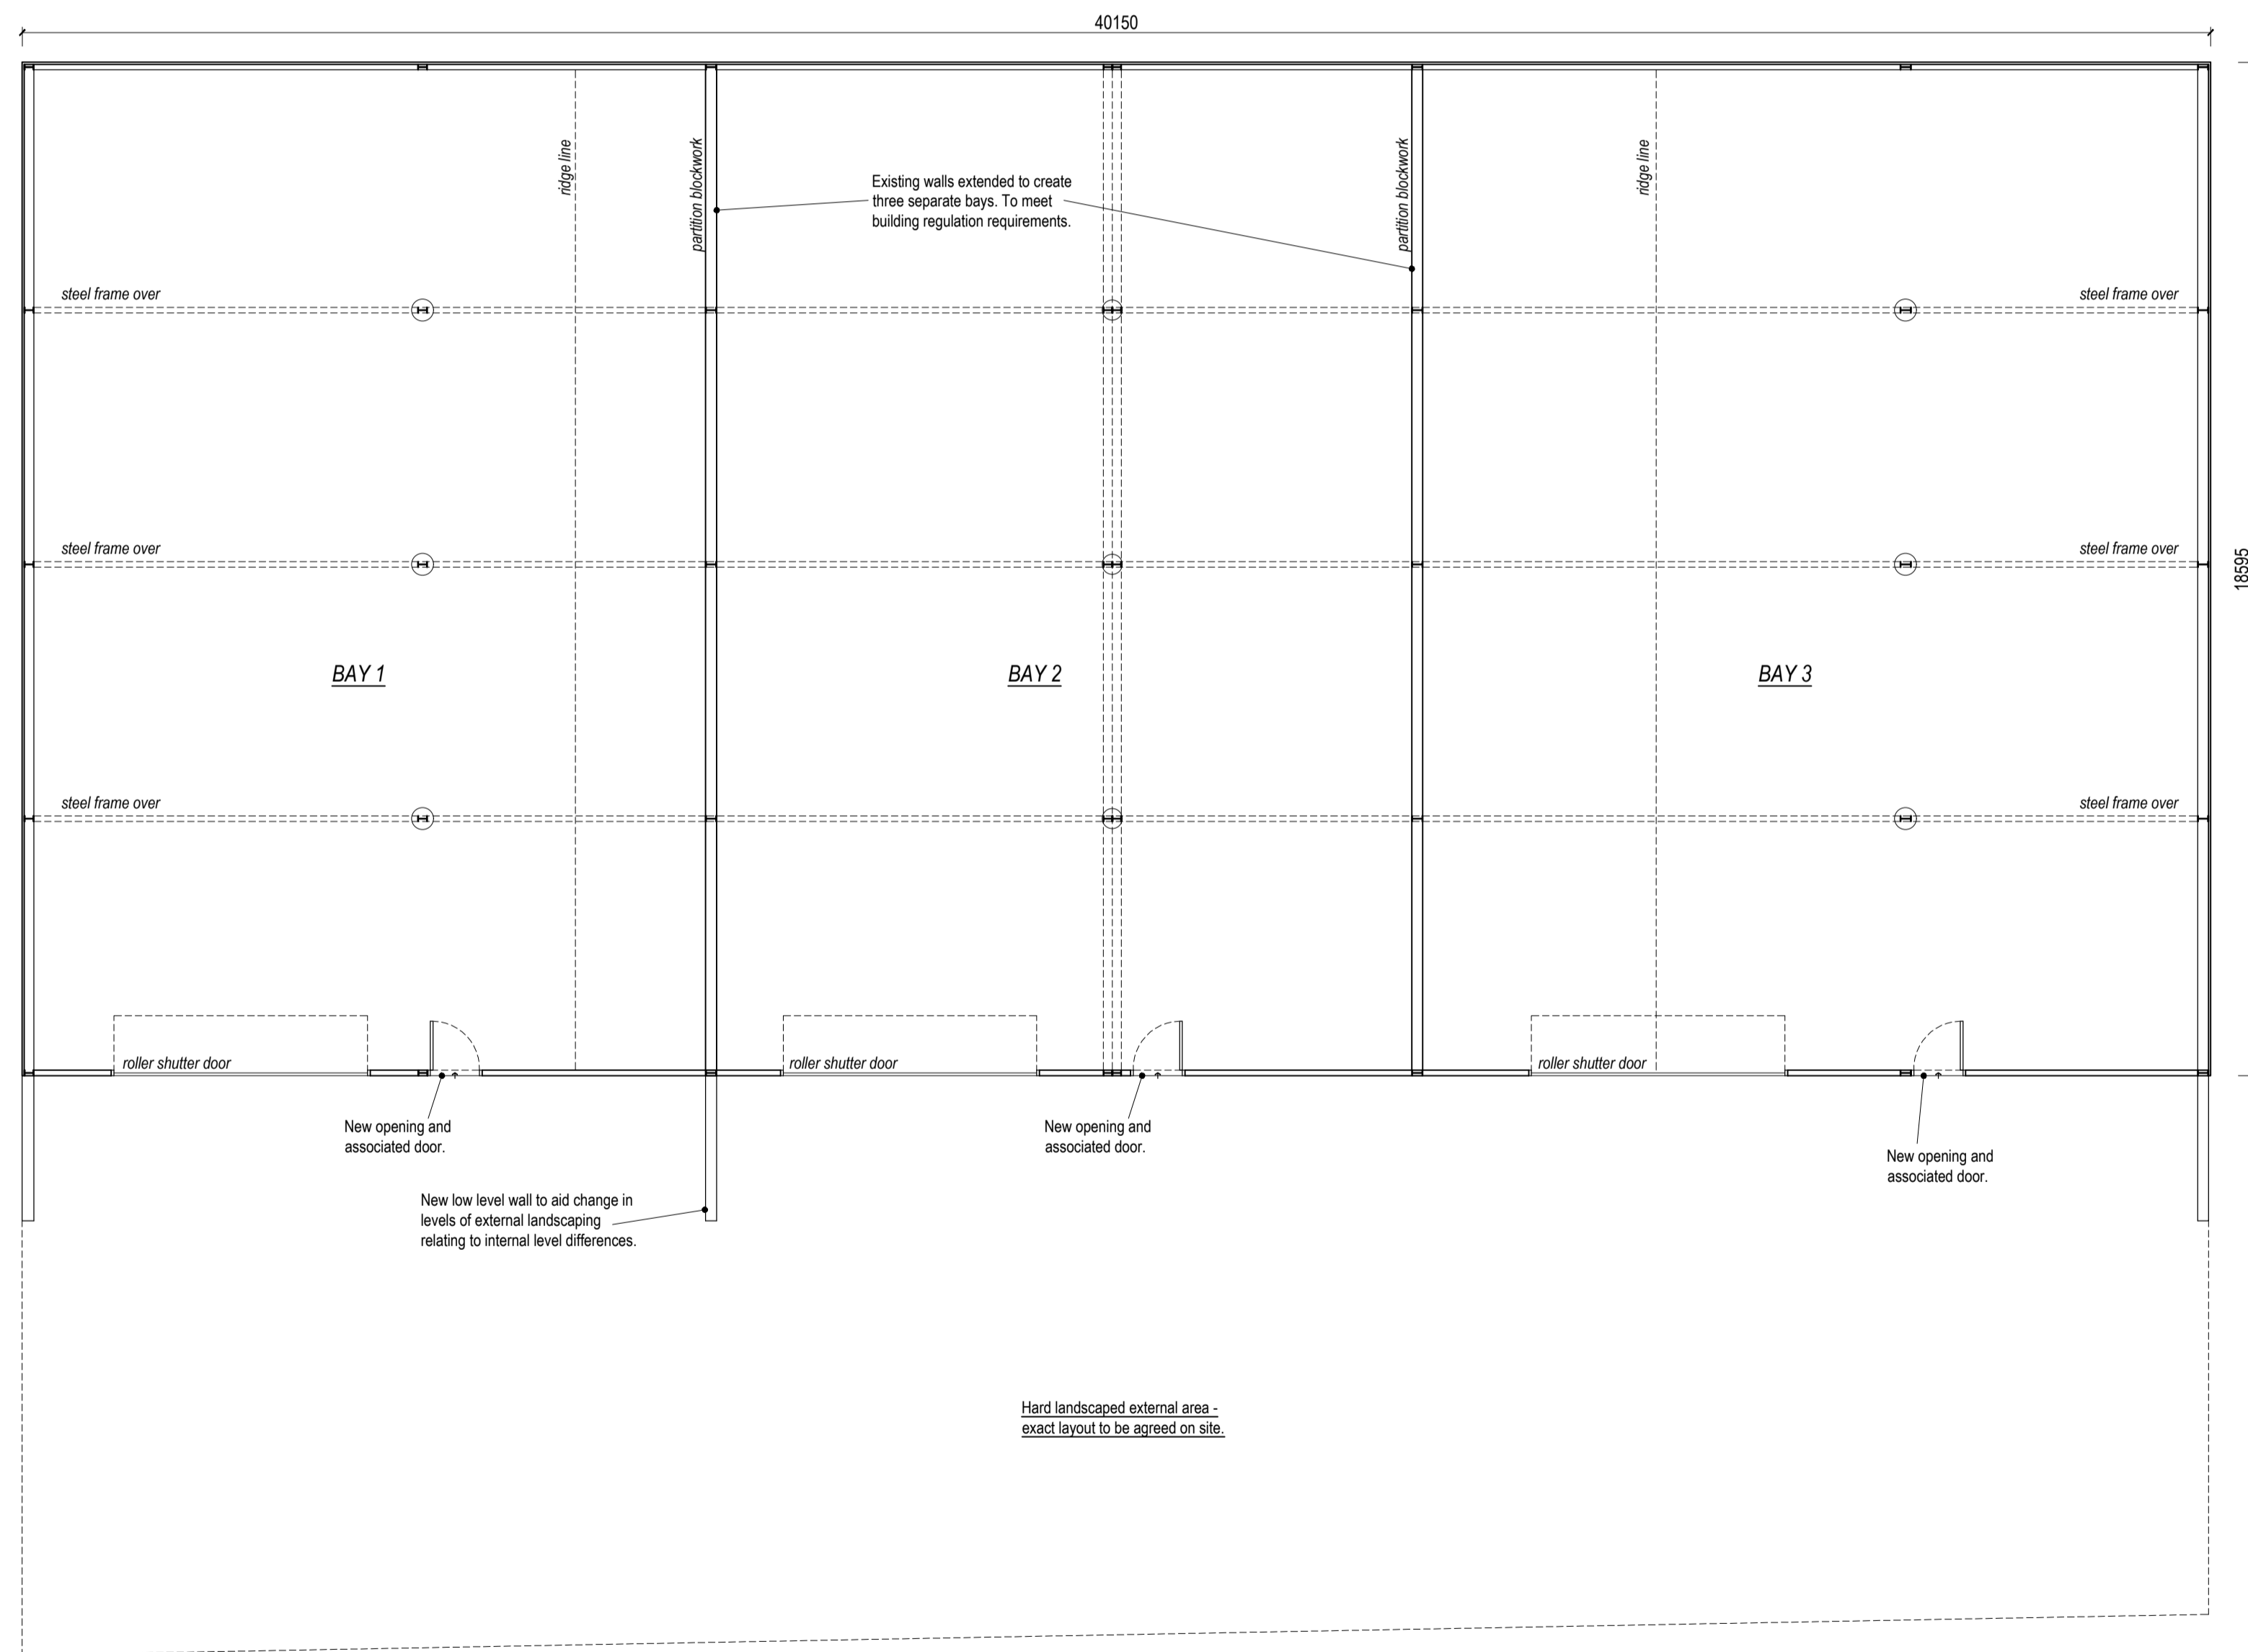 40150
ridge line
partition blockwork
Existing walls extended to create
three separate bays. To meet
building regulation requirements.
partition blockwork
ridge line
steel frame over
steel frame over
steel frame over
steel frame over
18595
BAY 1
BAY 2
BAY 3
steel frame over
steel frame over
roller shutter door
roller shutter door
roller shutter door
New opening and
associated door.
New opening and
associated door.
New opening and
associated door.
New low level wall to aid change in
levels of external landscaping
relating to internal level differences.
Hard landscaped external area -
exact layout to be agreed on site.